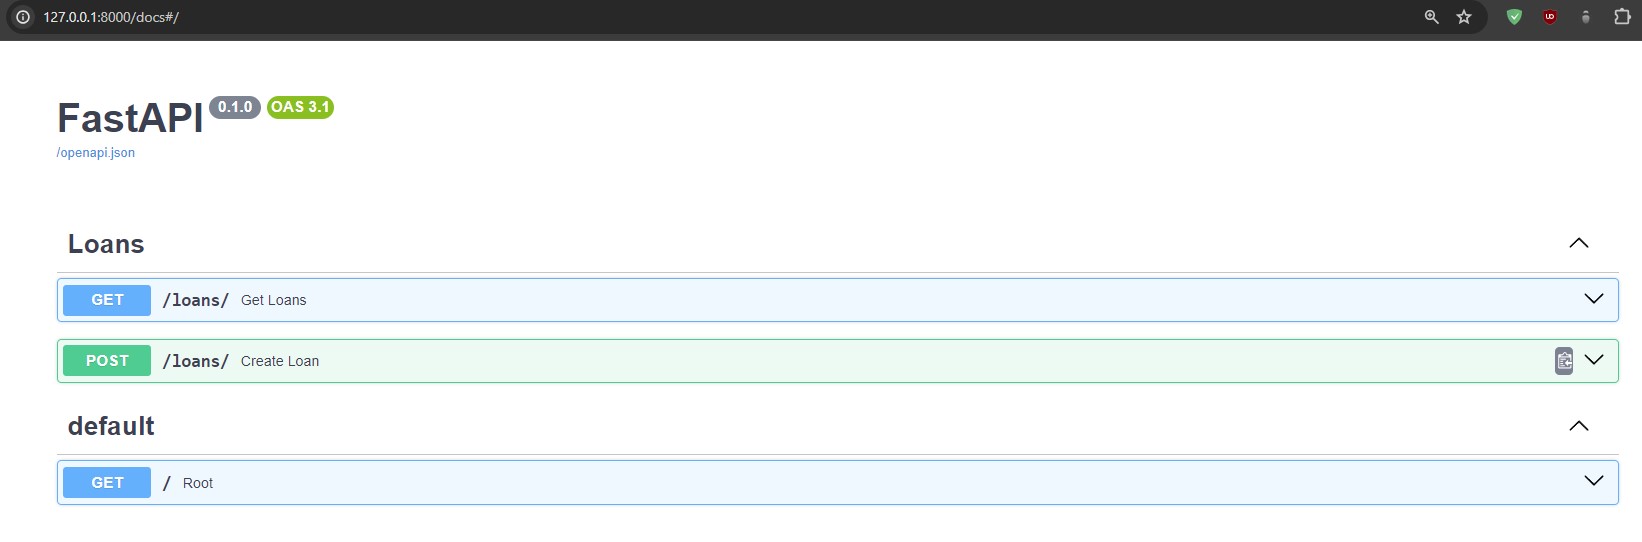 127.0.0.1:8000/docs#/
FastAPI 0.1.0 OAS 3.1
/openapi.json
Loans
GET /loans/ Get Loans
POST /loans/ Create Loan
default
GET / Root